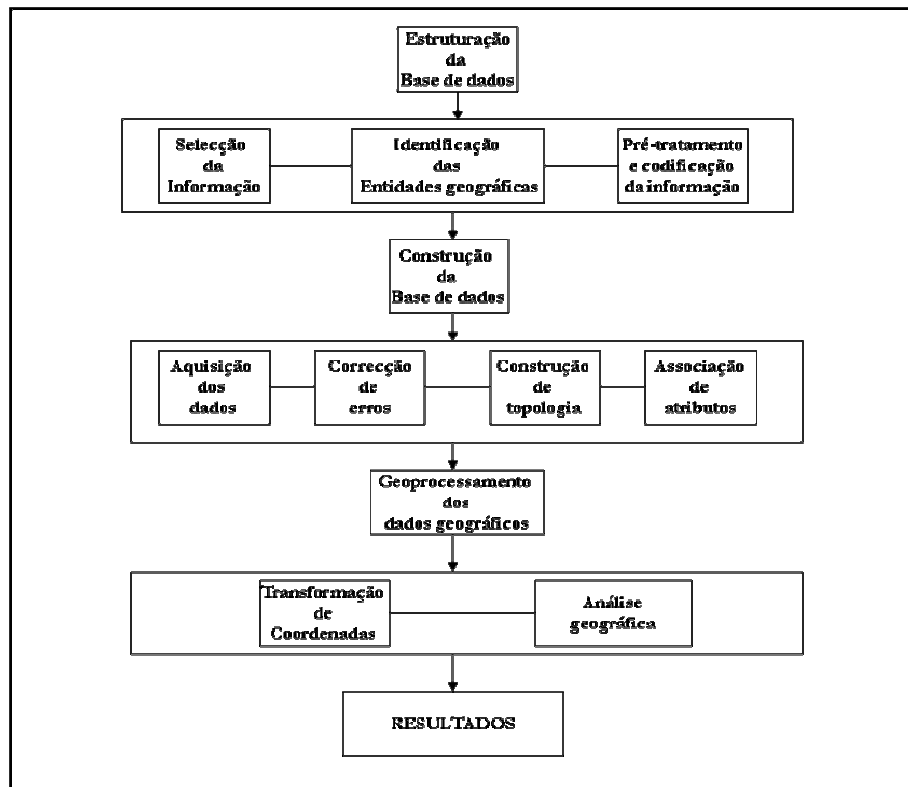 Estruturação
da
Base de dados
Selecção
da
Informação
Identificação
das
Entidades geográficas
Pré-tratamento
e codificação
da informação
Construção
da
Base de dados
Aquisição
dos
dados
Correcção
de
erros
Construção
de
topologia
Associação
de
atributos
Geoprocessamento
dos
dados geográficos
Transformação
de
Coordenadas
Análise
geográfica
RESULTADOS